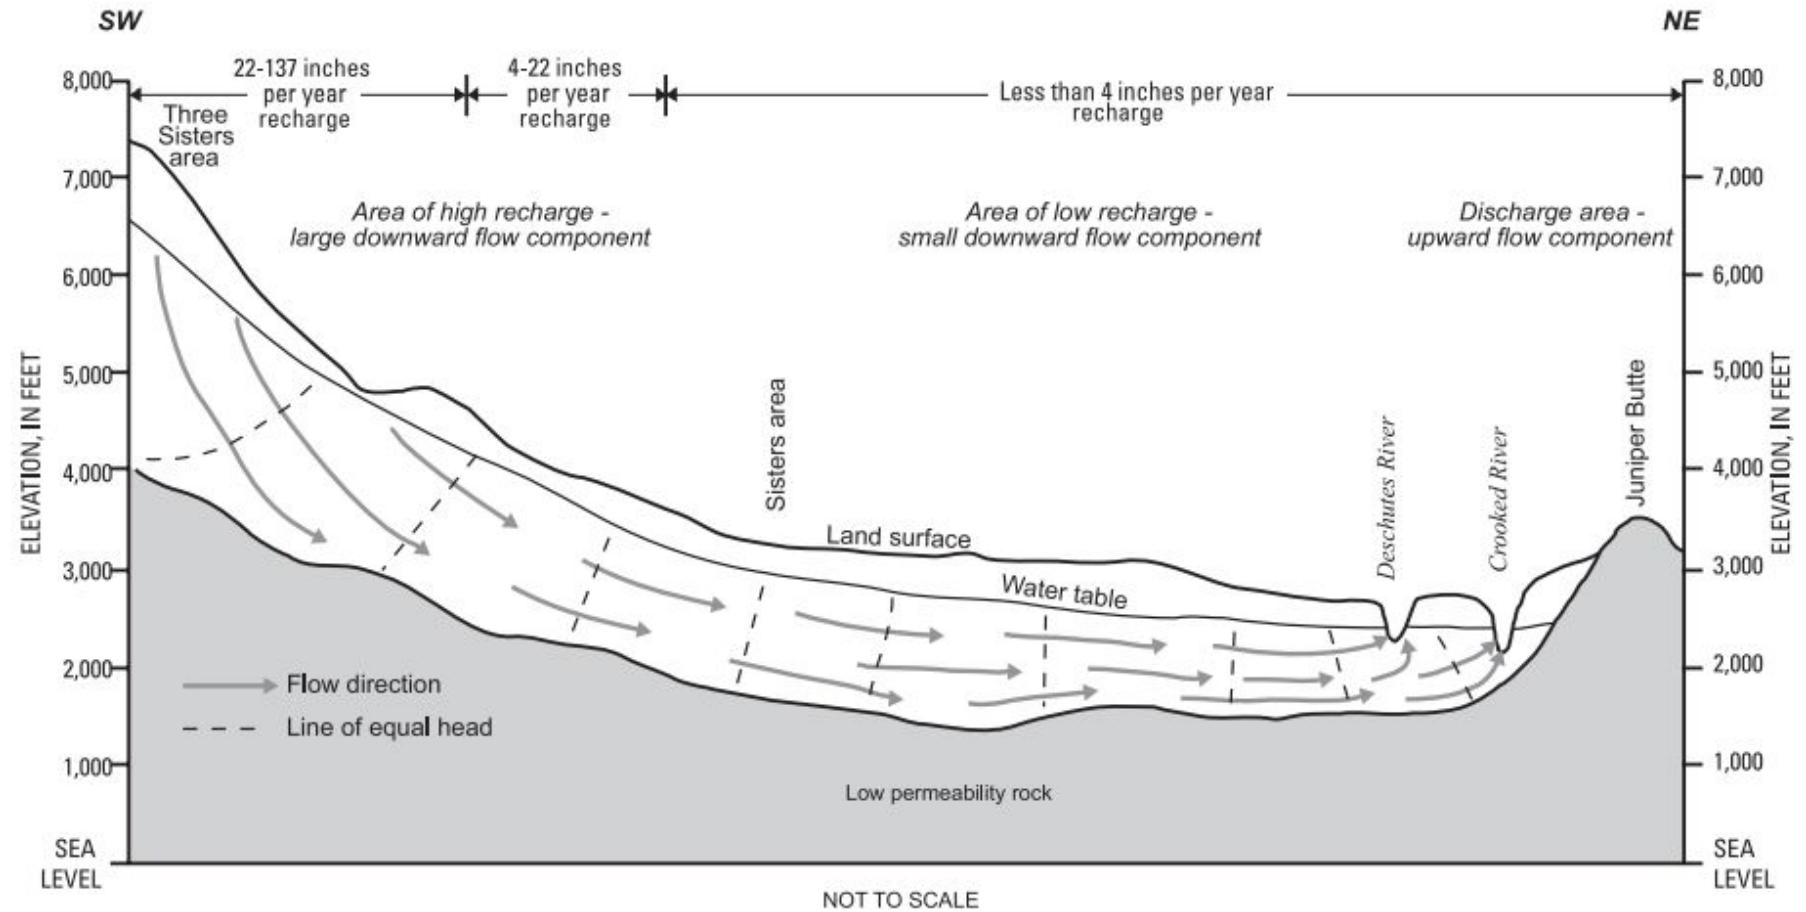 SW
NE
22-137 inches
per year
recharge
4-22 inches
per year
recharge
Less than 4 inches per year
recharge
8,000
7,000
6,000
5,000
4,000
3,000
2,000
1,000
SEA
LEVEL
ELEVATION, IN FEET
Three
Sisters
area
Area of high recharge -
large downward flow component
Area of low recharge -
small downward flow component
Discharge area -
upward flow component
Sisters area
Land surface
Water table
Deschutes River
Crooked River
Juniper Butte
Flow direction
Line of equal head
Low permeability rock
8,000
7,000
6,000
5,000
4,000
3,000
2,000
1,000
SEA
LEVEL
ELEVATION, IN FEET
NOT TO SCALE